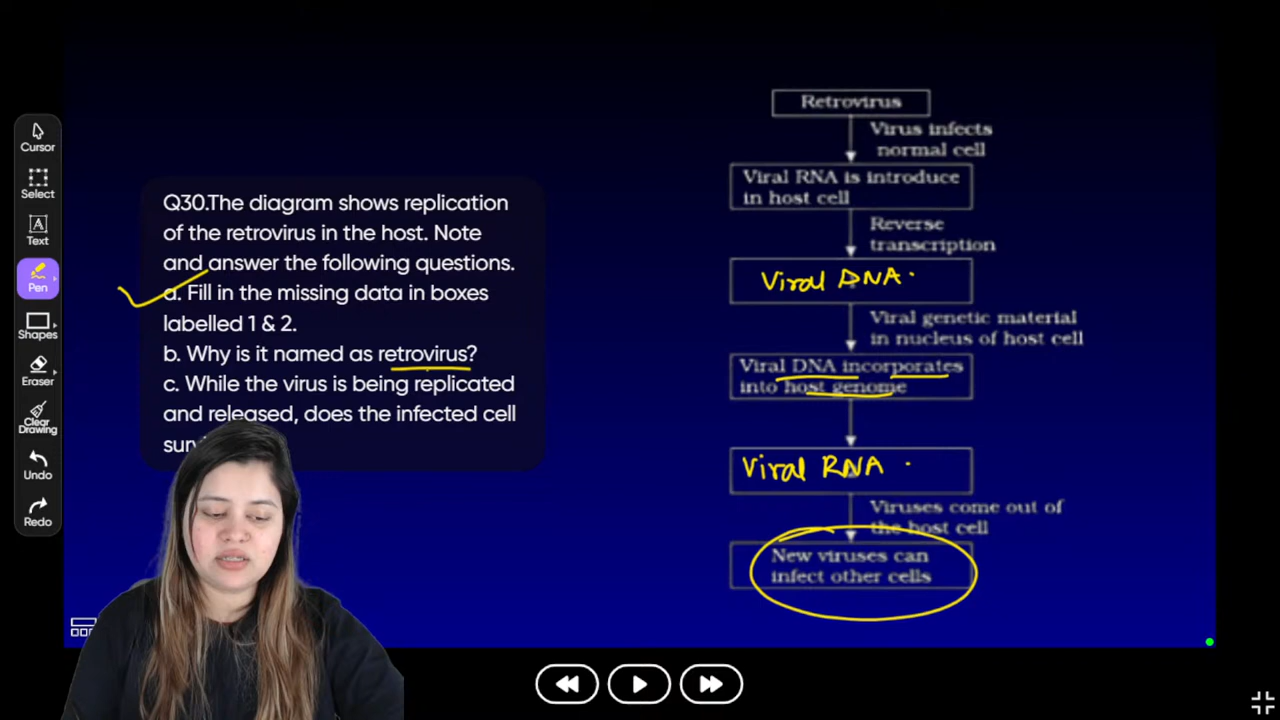 Cursor
Select
Text
Pen
Shapes
Eraser
Clear
Drawing
Undo
Redo
Q30.The diagram shows replication
of the retrovirus in the host. Note
and answer the following questions.
a. Fill in the missing data in boxes
labelled 1 & 2.
b. Why is it named as retrovirus?
c. While the virus is being replicated
and released, does the infected cell
Retrovirus
Virus infects
normal cell
Viral RNA is introduce
in host cell
Reverse
transcription
Viral DNA.
Viral genetic material
in nucleus of host cell
Viral DNA incorporates
into host genome
Viral RNA .
Viruses come out of
the host cell
New viruses can
infect other cells